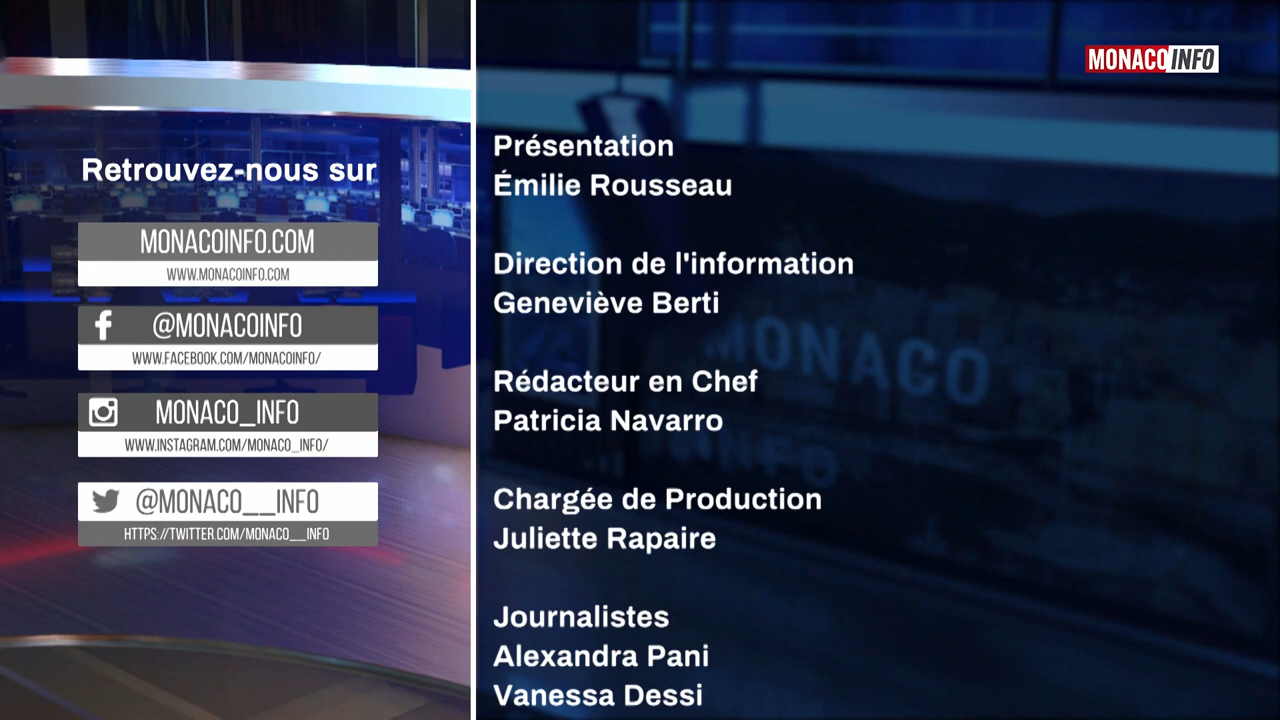 Retrouvez-nous sur
MONACOINFO.COM
WWW.MONACOINFO.COM
@MONACOINFO
WWW.FACEBOOK.COM/MONACOINFO/
MONACO_INFO
WWW.INSTAGRAM.COM/MONACO_INFO/
@MONACO__INFO
HTTPS://TWITTER.COM/MONACO__INFO
MONACOINFO
Présentation
Émilie Rousseau
Direction de l'information
Geneviève Berti
Rédacteur en Chef
Patricia Navarro
Chargée de Production
Juliette Rapaire
Journalistes
Alexandra Pani
Vanessa Dessi
MONACO
INFO